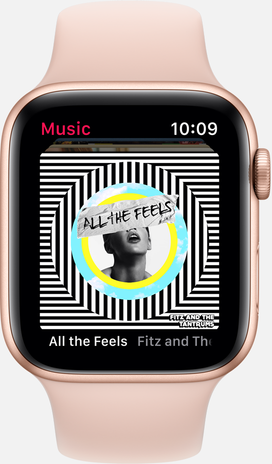 Music 10:09
ALL THE FEELS
FITZ AND THE
TANTRUMS
All the Feels Fitz and The